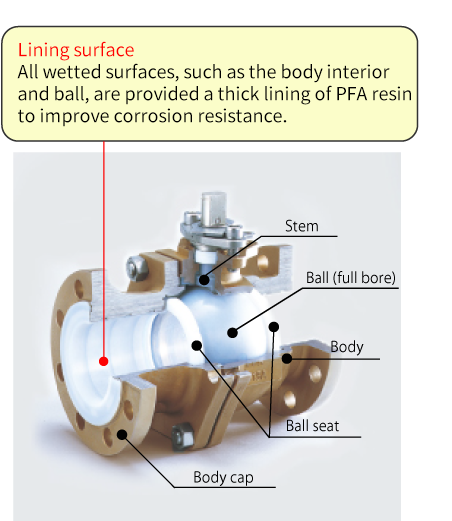 Lining surface
All wetted surfaces, such as the body interior
and ball, are provided a thick lining of PFA resin
to improve corrosion resistance.
Stem
Ball (full bore)
Body
Ball seat
Body cap